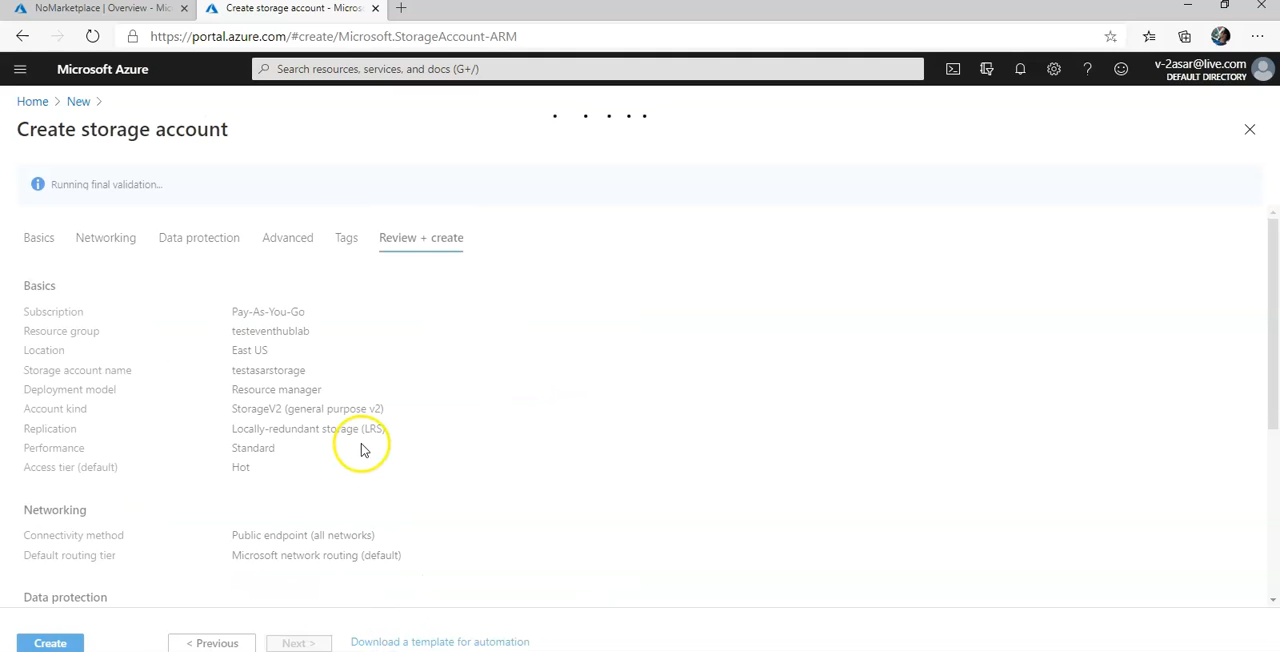 NoMarketplace | Overview - Mic
Create storage account - Micros
https://portal.azure.com/#create/Microsoft.StorageAccount-ARM
Microsoft Azure
Search resources, services, and docs (G+/)
v-2asar@live.com
DEFAULT DIRECTORY
Home > New >
Create storage account
Running final validation...
Basics Networking Data protection Advanced Tags Review + create
Basics
Subscription Pay-As-You-Go
Resource group testeventhublab
Location East US
Storage account name testasarstorage
Deployment model Resource manager
Account kind StorageV2 (general purpose v2)
Replication Locally-redundant storage (LRS)
Performance Standard
Access tier (default) Hot
Networking
Connectivity method Public endpoint (all networks)
Default routing tier Microsoft network routing (default)
Data protection
Create < Previous Next > Download a template for automation